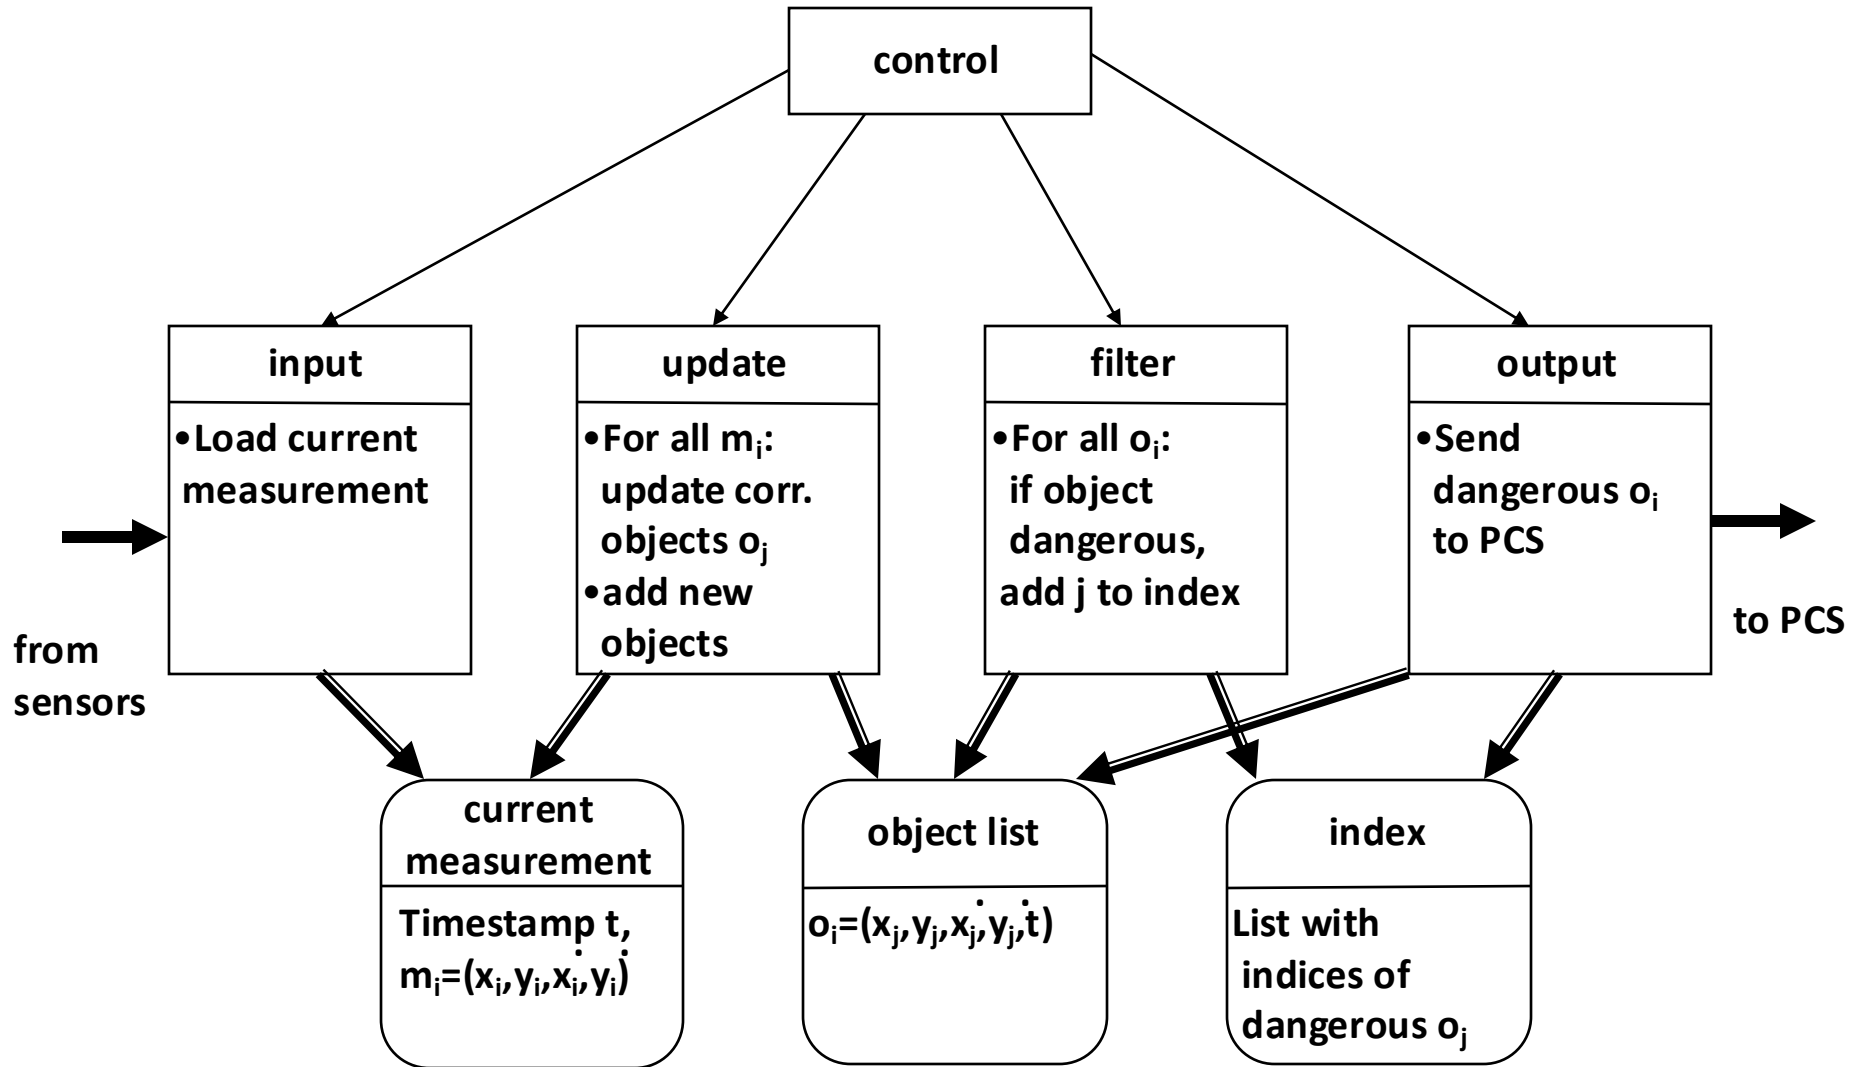 control
input
•Load current
measurement
update
•For all mᵢ:
update corr.
objects oⱼ
•add new
objects
filter
•For all oᵢ:
if object
dangerous,
add j to index
output
•Send
dangerous oᵢ
to PCS
from
sensors
to PCS
current
measurement
Timestamp t,
mᵢ=(xᵢ,yᵢ,ẋᵢ,ẏᵢ)
object list
oᵢ=(xⱼ,yⱼ,ẋⱼ,ẏⱼ,t)
index
List with
indices of
dangerous oⱼ